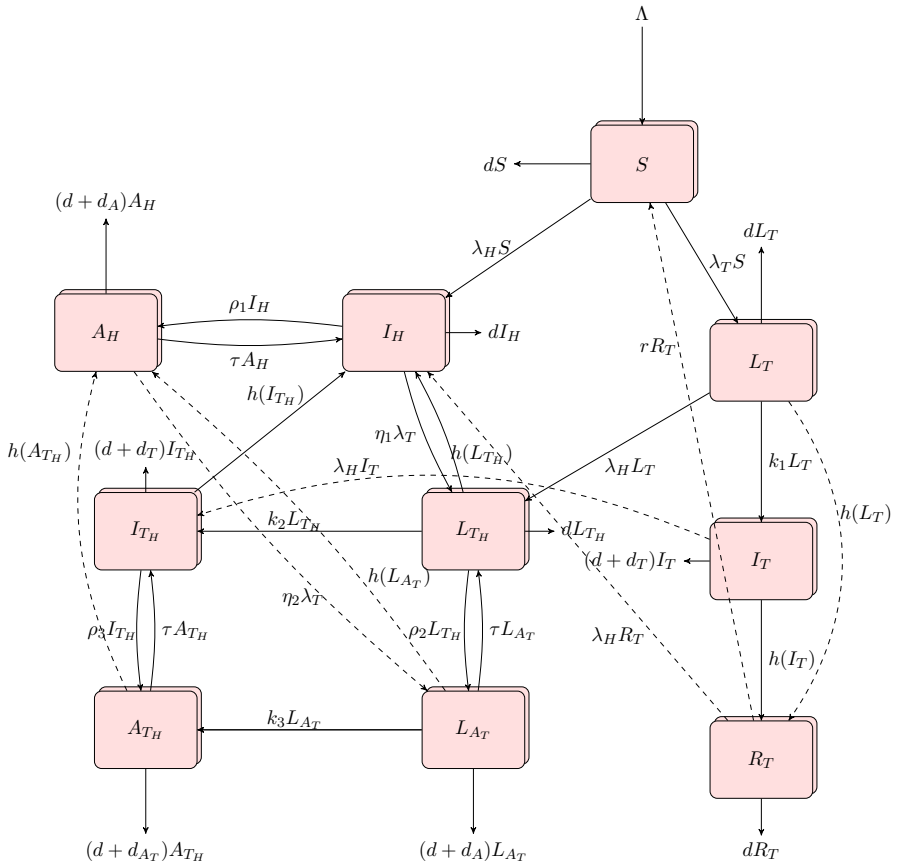 Λ
S
dS
(d + d_A)A_H
dL_T
λ_H S
λ_T S
ρ_1 I_H
A_H
I_H
dI_H
rR_T
L_T
τA_H
h(I_{T_H})
η_1 λ_T
h(A_{T_H})
(d + d_T)I_{T_H}
h(L_{T_H})
λ_H I_T
λ_H L_T
k_1 L_T
h(L_T)
I_{T_H}
k_2 L_{T_H}
L_{T_H}
dL_{T_H}
(d + d_T)I_T
I_T
h(L_{A_T})
η_2 λ_T
ρ_3 I_{T_H}
τA_{T_H}
ρ_2 L_{T_H}
τL_{A_T}
λ_H R_T
h(I_T)
k_3 L_{A_T}
A_{T_H}
L_{A_T}
R_T
(d + d_{A_T})A_{T_H}
(d + d_A)L_{A_T}
dR_T